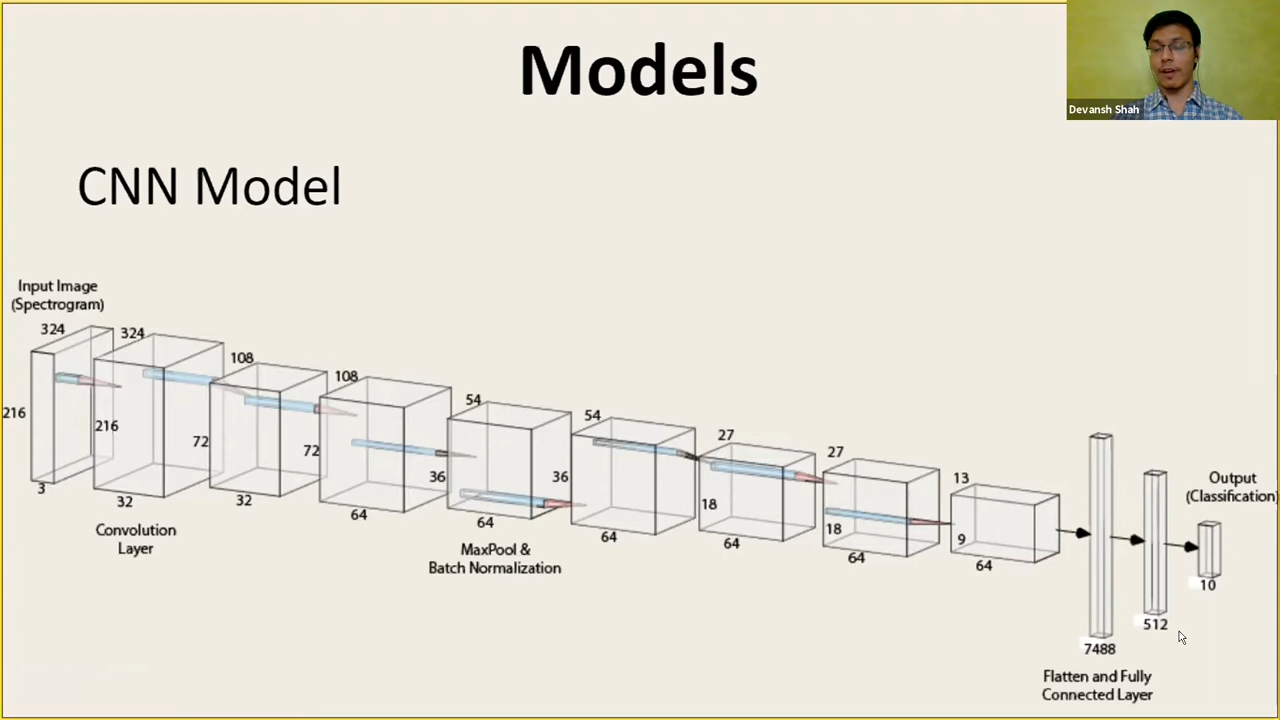 Models
Devansh Shah
CNN Model
Input Image
(Spectrogram)
324
216
3
324
216
32
Convolution
Layer
108
72
32
108
72
64
54
36
64
MaxPool &
Batch Normalization
54
36
64
27
18
64
27
18
64
13
9
64
7488
Flatten and Fully
Connected Layer
512
Output
(Classification)
10